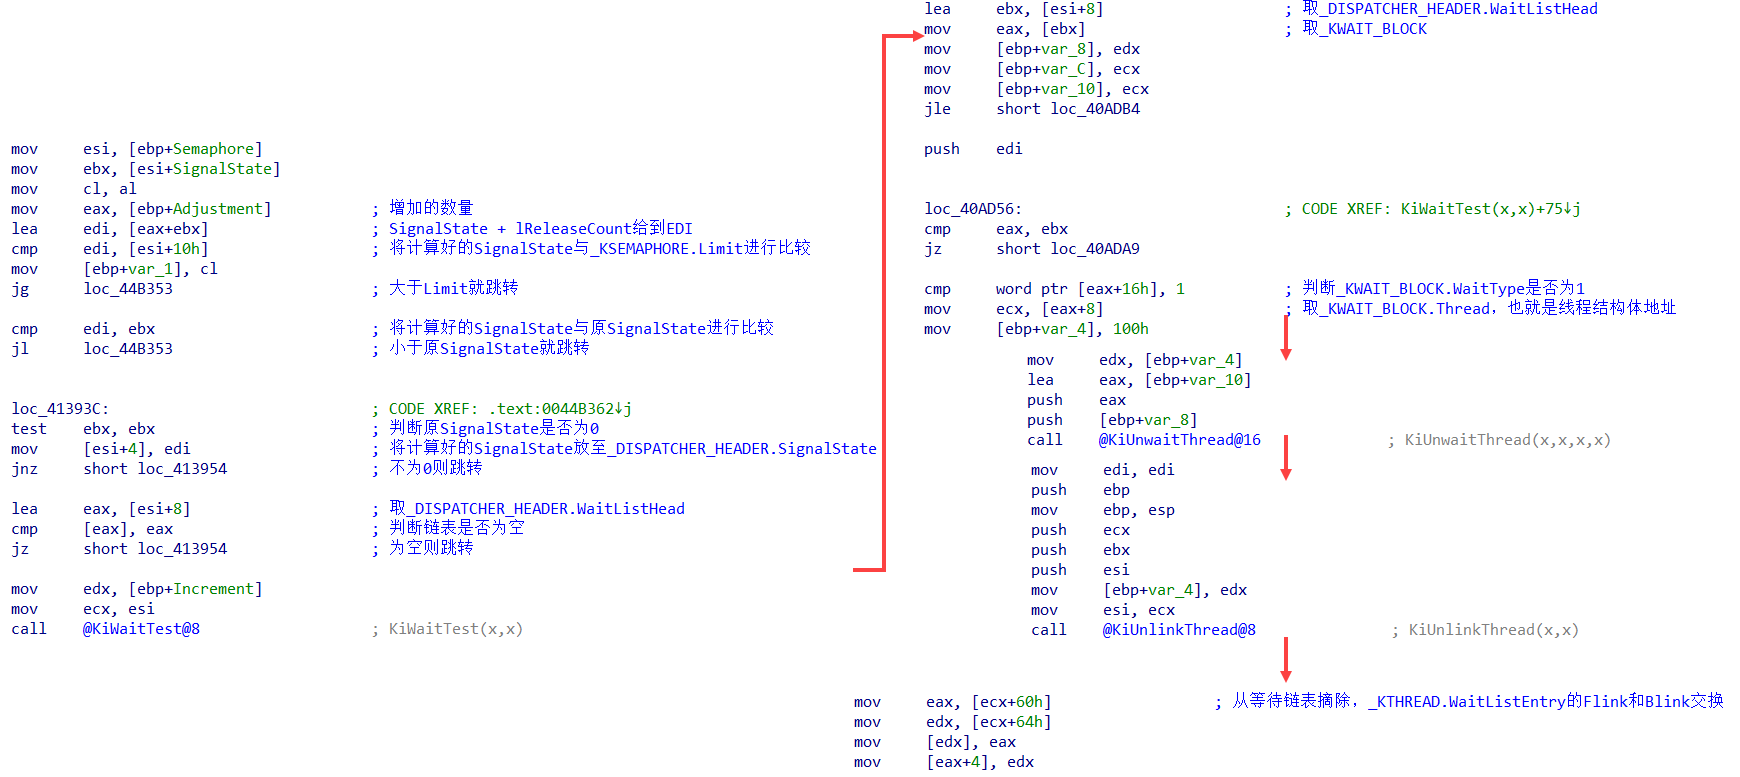 mov esi, [ebp+Semaphore]
mov ebx, [esi+SignalState]
mov cl, al
mov eax, [ebp+Adjustment] ; 增加的数量
lea edi, [eax+ebx] ; SignalState + lReleaseCount给到EDI
cmp edi, [esi+10h] ; 将计算好的SignalState与_KSEMAPHORE.Limit进行比较
mov [ebp+var_1], cl
jg loc_44B353 ; 大于Limit就跳转
cmp edi, ebx ; 将计算好的SignalState与原SignalState进行比较
jl loc_44B353 ; 小于原SignalState就跳转
loc_41393C: ; CODE XREF: .text:0044B362↓j
test ebx, ebx ; 判断原SignalState是否为0
mov [esi+4], edi ; 将计算好的SignalState放至_DISPATCHER_HEADER.SignalState
jnz short loc_413954 ; 不为0则跳转
lea eax, [esi+8] ; 取_DISPATCHER_HEADER.WaitListHead
cmp [eax], eax ; 判断链表是否为空
jz short loc_413954 ; 为空则跳转
mov edx, [ebp+Increment]
mov ecx, esi
call @KiWaitTest@8 ; KiWaitTest(x,x)
lea ebx, [esi+8] ; 取_DISPATCHER_HEADER.WaitListHead
mov eax, [ebx] ; 取_KWAIT_BLOCK
mov [ebp+var_8], edx
mov [ebp+var_C], ecx
mov [ebp+var_10], ecx
jle short loc_40ADB4
push edi
loc_40AD56: ; CODE XREF: KiWaitTest(x,x)+75↓j
cmp eax, ebx
jz short loc_40ADA9
cmp word ptr [eax+16h], 1 ; 判断_KWAIT_BLOCK.WaitType是否为1
mov ecx, [eax+8] ; 取_KWAIT_BLOCK.Thread，也就是线程结构体地址
mov [ebp+var_4], 100h
mov edx, [ebp+var_4]
lea eax, [ebp+var_10]
push eax
push [ebp+var_8]
call @KiUnwaitThread@16 ; KiUnwaitThread(x,x,x,x)
mov edi, edi
push ebp
mov ebp, esp
push ecx
push ebx
push esi
mov [ebp+var_4], edx
mov esi, ecx
call @KiUnlinkThread@8 ; KiUnlinkThread(x,x)
mov eax, [ecx+60h] ; 从等待链表摘除，_KTHREAD.WaitListEntry的Flink和Blink交换
mov edx, [ecx+64h]
mov [edx], eax
mov [eax+4], edx